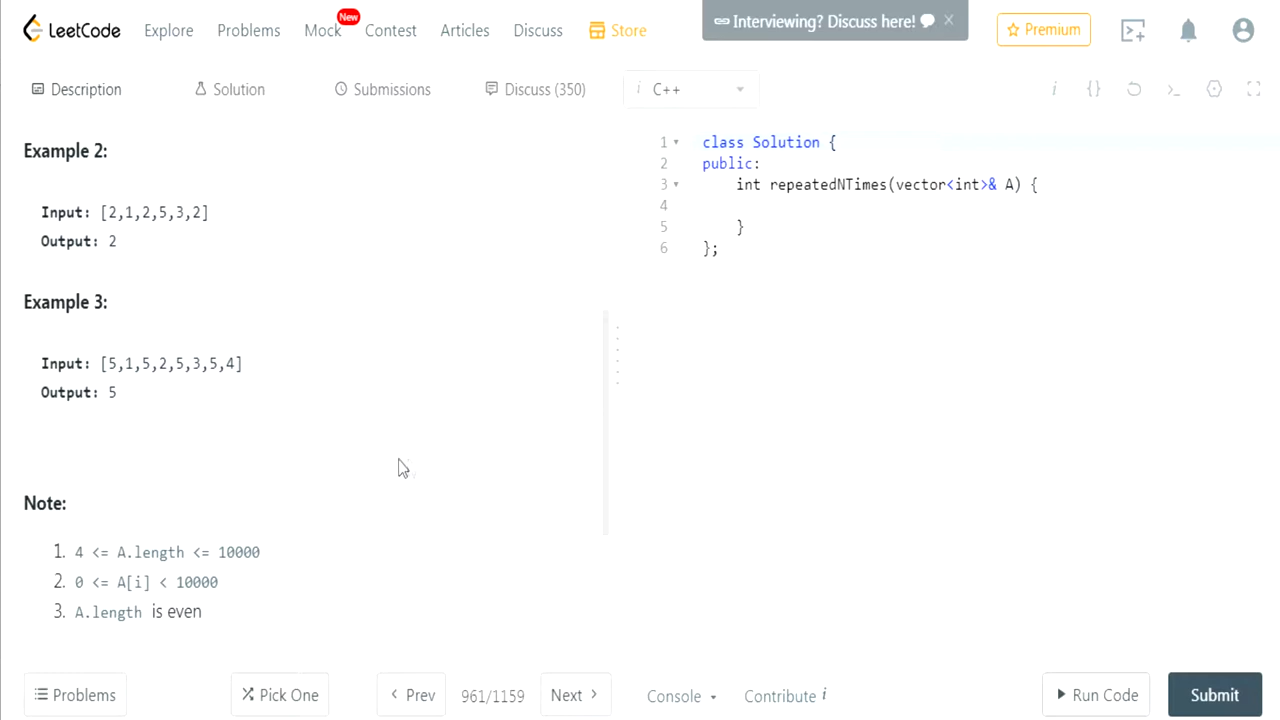 LeetCode Explore Problems Mock New Contest Articles Discuss Store Interviewing? Discuss here! × Premium
Description Solution Submissions Discuss (350) i C++ i {}
Example 2:
Input: [2,1,2,5,3,2]
Output: 2
Example 3:
Input: [5,1,5,2,5,3,5,4]
Output: 5
Note:
1. 4 <= A.length <= 10000
2. 0 <= A[i] < 10000
3. A.length is even
1 class Solution {
2 public:
3 int repeatedNTimes(vector<int>& A) {
4
5 }
6 };
Problems Pick One < Prev 961/1159 Next > Console Contribute i Run Code Submit